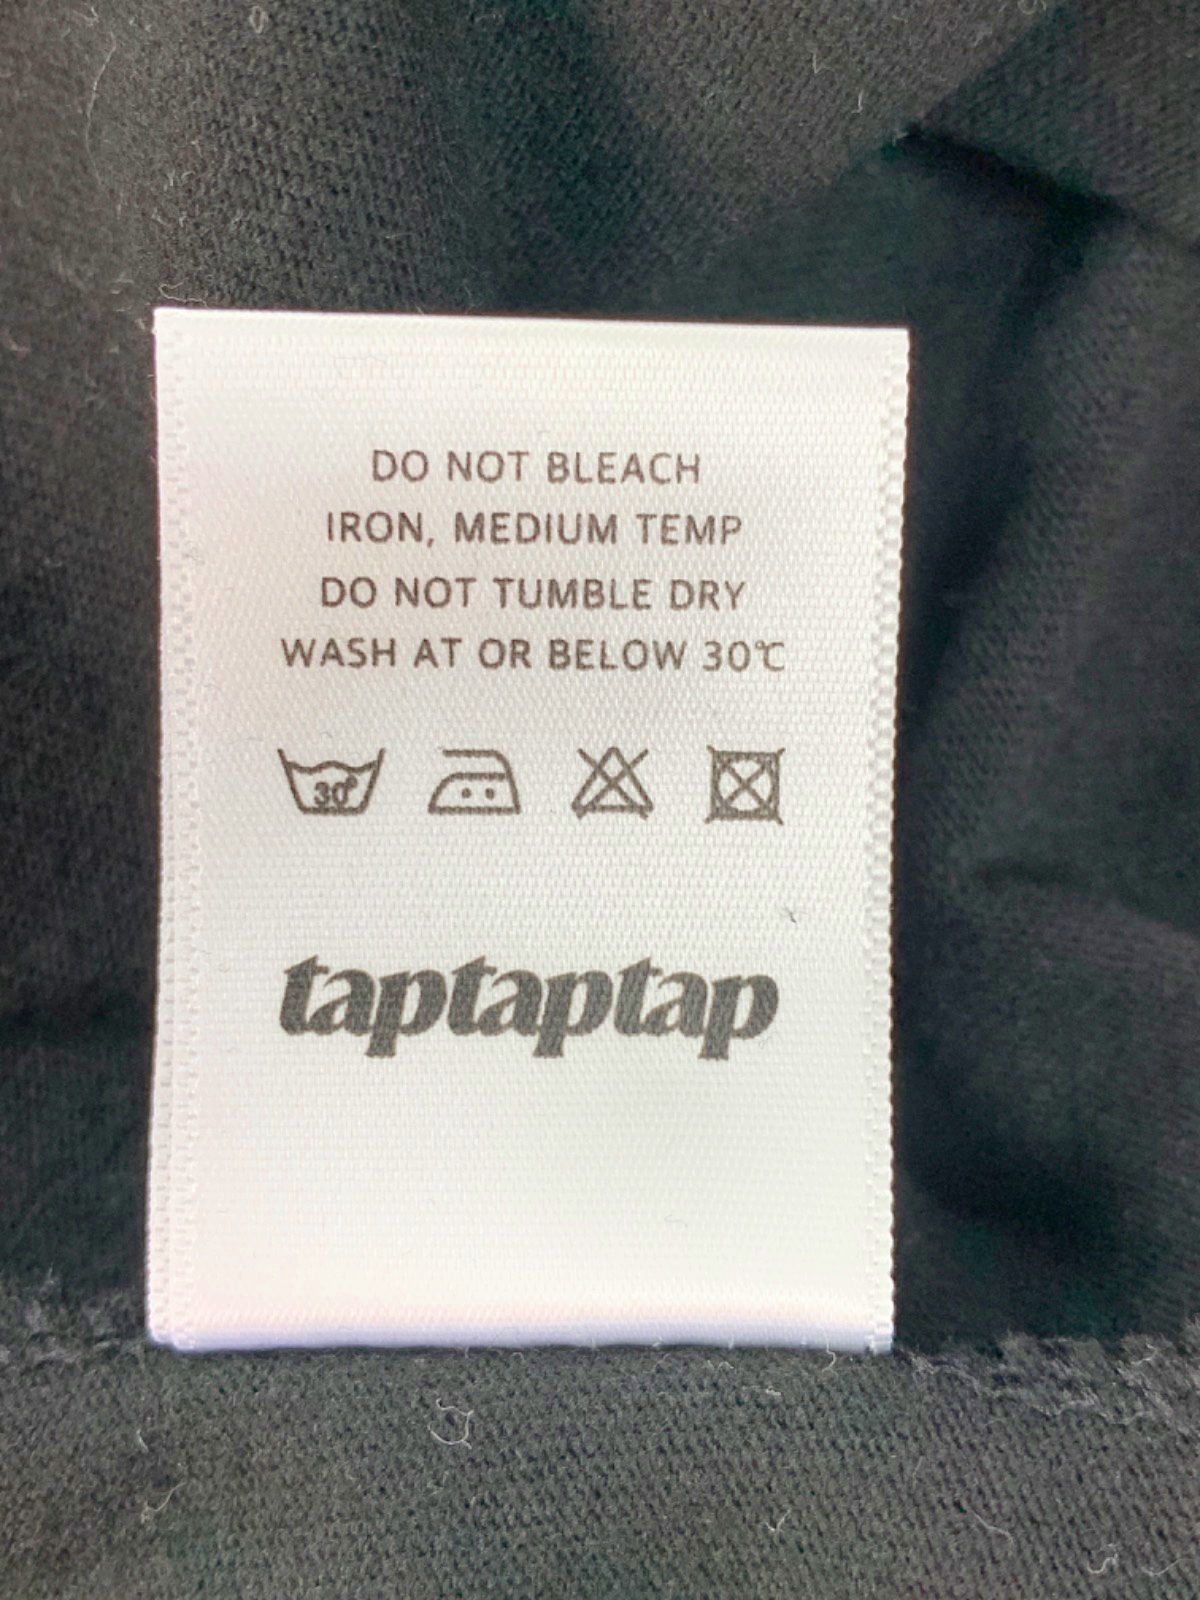 DO NOT BLEACH
IRON, MEDIUM TEMP
DO NOT TUMBLE DRY
WASH AT OR BELOW 30℃
30°
taptaptap